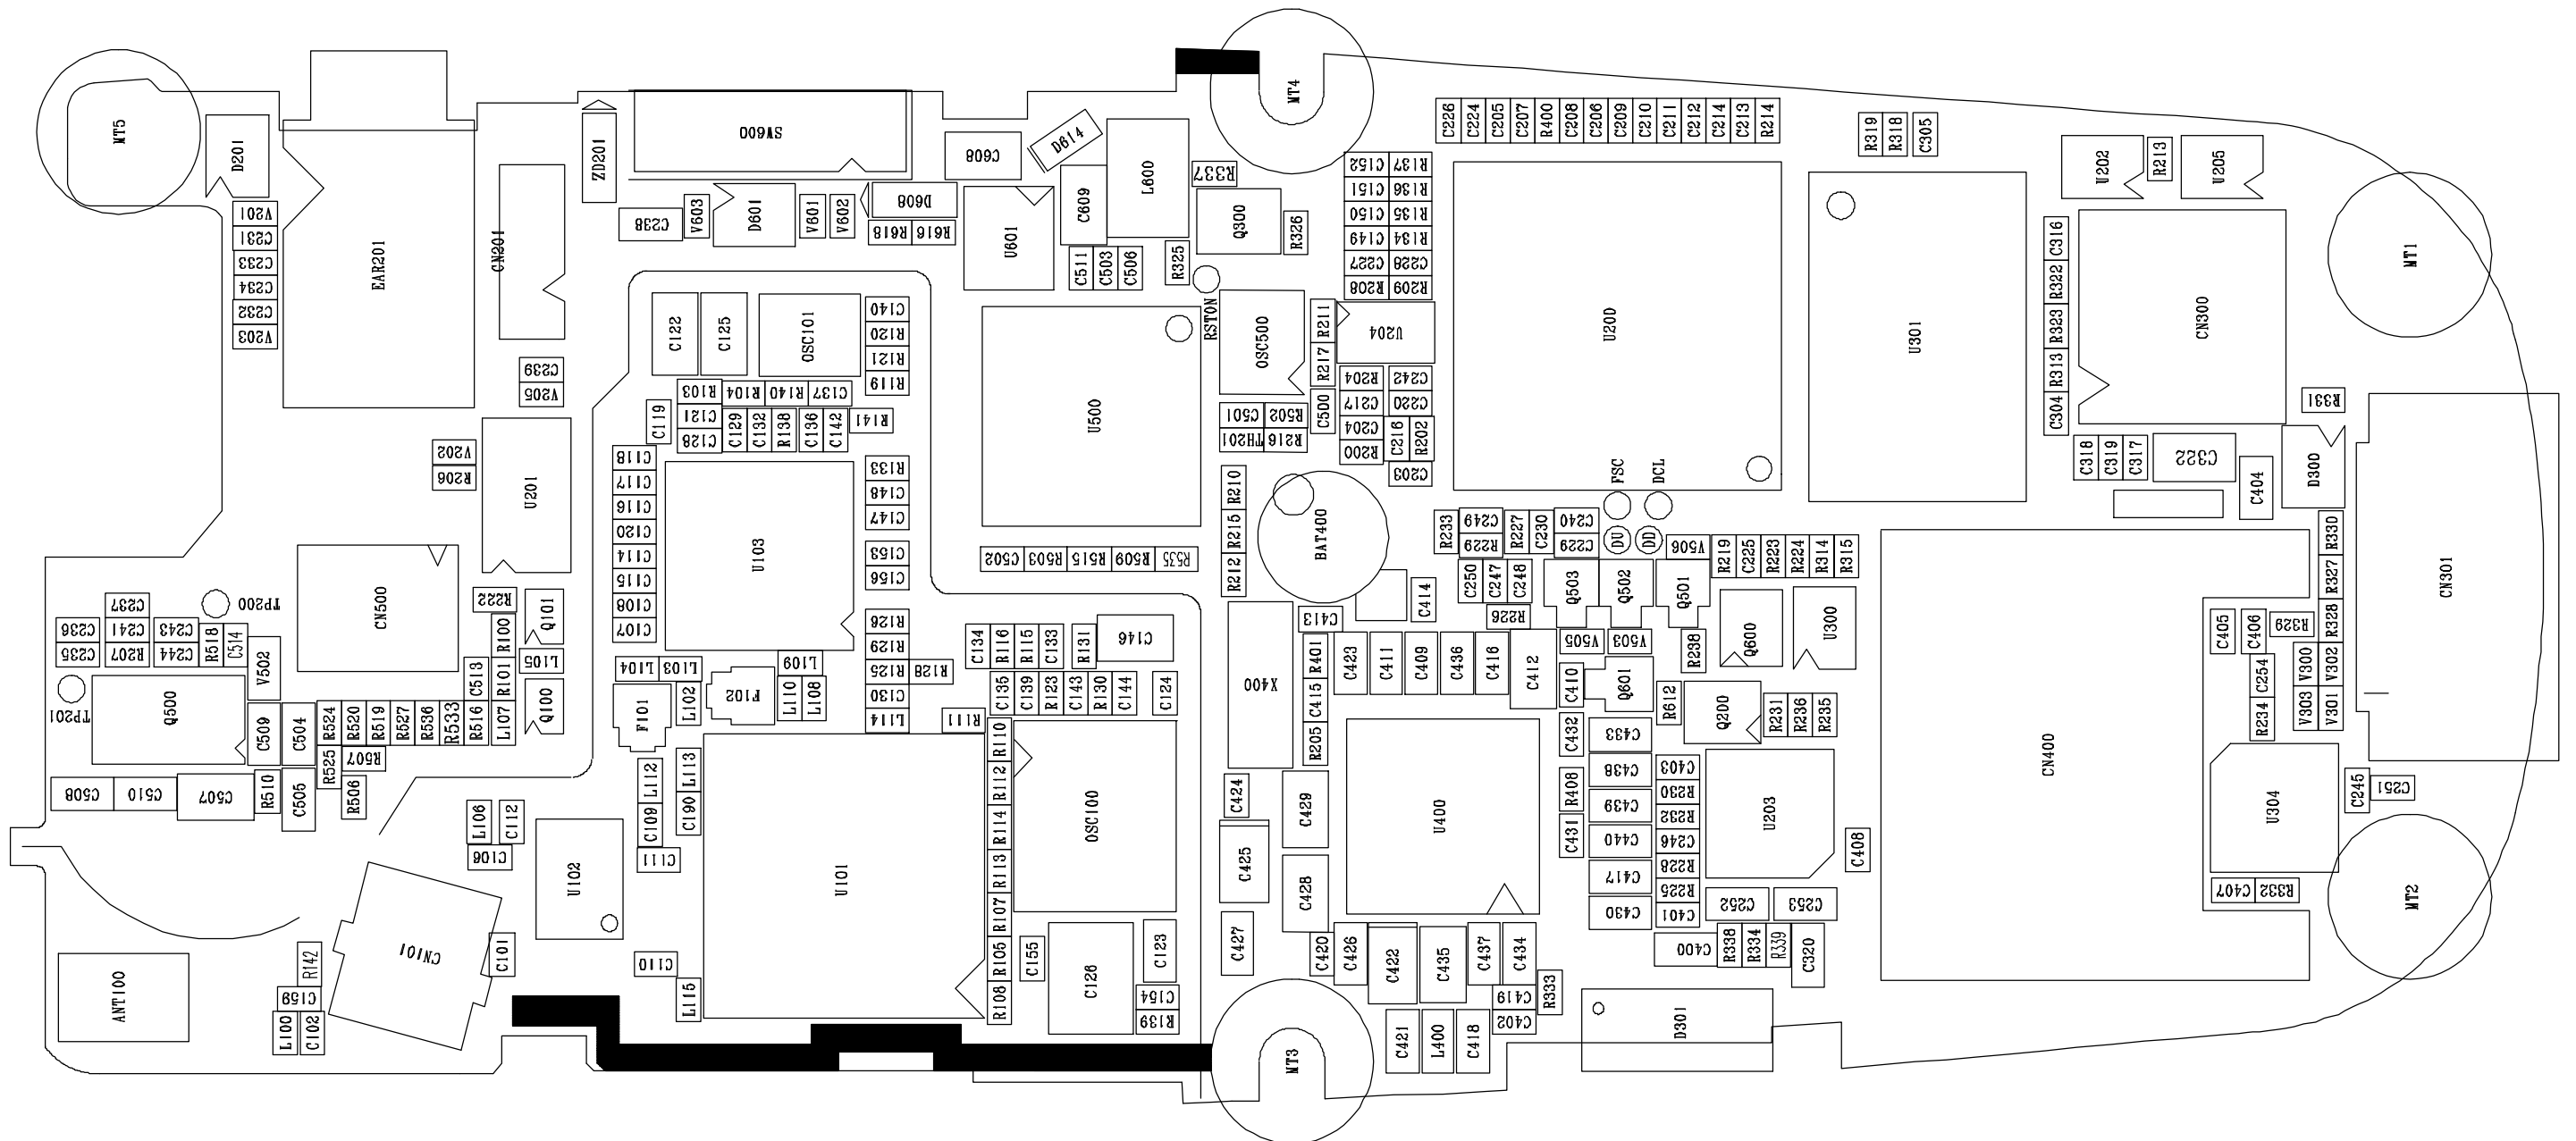 MT5
D201
V201
C231
C233
C234
C232
V203
EAR201
CN201
ZD201
SW600
C238
V603
D601
V601
V602
D608
R618 R616
C608
D614
L600
C609
U601
C511 C503 C506
R337
Q300
R326
R325
RSTON
MT4
C226 C224 C205 C207 R400 C208 C206 C209 C210 C211 C212 C214 C213 R214
C152 R137
C151 R136
C150 R135
C149 R134
C227 C228
R208 R209
U204
R211
R217
OSC500
R204 C242
C217 C220
C204
R200
C216 R202
C203
C500
C501 R502
TH201 R216
U200
FSC
DCL
DU
DD
U301
R319 R318 C305
U202
R213
U205
MT1
C316
R322
R323
R313
C304
CN300
R331
C318 C319 C317
C322
C404
D300
CN301
R330
R327
R328
V302
V301
V300
V303
R329
C405
C406
C254
R234
U304
C245
C251
C407 R332
MT2
CN400
C239
V205
V202
R206
U201
CN500
R222
Q101
R100
R101
L107
L105
Q100
C513
R516
TP200
C237
C236 C241 C243
C235 R207 C244
R518 C514
V502
TP201
Q500
C509
C504
R524 R520 R519 R527 R536 R533
R525
R507
R506
R510
C505
C508 C510 C507
C122
C125
OSC101
C140
R120
R121
R119
R103 R104 R140 C137
C121
C128
C119
C129 C132 R138 C136 C142
R141
C118
C117
C116
C120
C114
C115
C108
C107
U103
R133
C148
C147
C153
C156
R126
R129
R125 R128
C130
L114
R111
L104 L103
L109
F101
L102
F102
L110 L108
L112
C109
L113
C190
C111
C110
L115
U101
U102
L106
C112
C106
CN101
C101
R142
C159
L100 C102
ANT100
U500
C502 R503 R515 R509 R535
C134 R116 R115 C133 R131
C146
C135 C139 R123 C143 R130 C144 C124
R110
R112
R114
R113
R107
R105
R108
OSC100
C155
C126
C123
C154
R139
R210
R215
R212
BAT400
C414
C413
X400
R401
C415
R205
C423 C411 C409 C436 C416 C412
C424
C425
C429
C428
C427
C420 C426 C422 C435 C437 C434
U400
C419
C402
R333
C421 L400 C418
MT3
R233
C249
R229
R227 C230
C240
C229
V506
C250 C247 C248
R226
Q503
Q502
Q501
V505
V503
R238
Q601
C410
R612
C432
R408
C431
C433
C438
C439
C440
C417
C430
C403
R230
R232
C246
R228
R225
C401
R219 C225 R223 R224 R314 R315
Q600
U300
Q200
R231 R236 R235
U203
C408
C252 C253
C400
R338 R334 R339 C320
D301